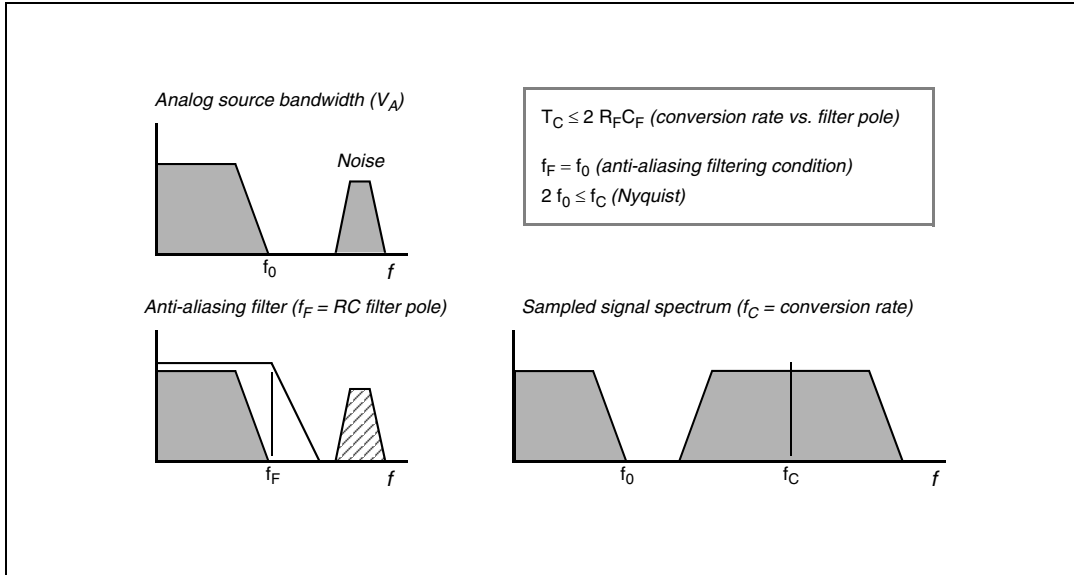 Analog source bandwidth (VA)
Noise
f0
f
TC ≤ 2 RFCF (conversion rate vs. filter pole)
fF = f0 (anti-aliasing filtering condition)
2 f0 ≤ fC (Nyquist)
Anti-aliasing filter (fF = RC filter pole)
fF
f
Sampled signal spectrum (fC = conversion rate)
f0
fC
f